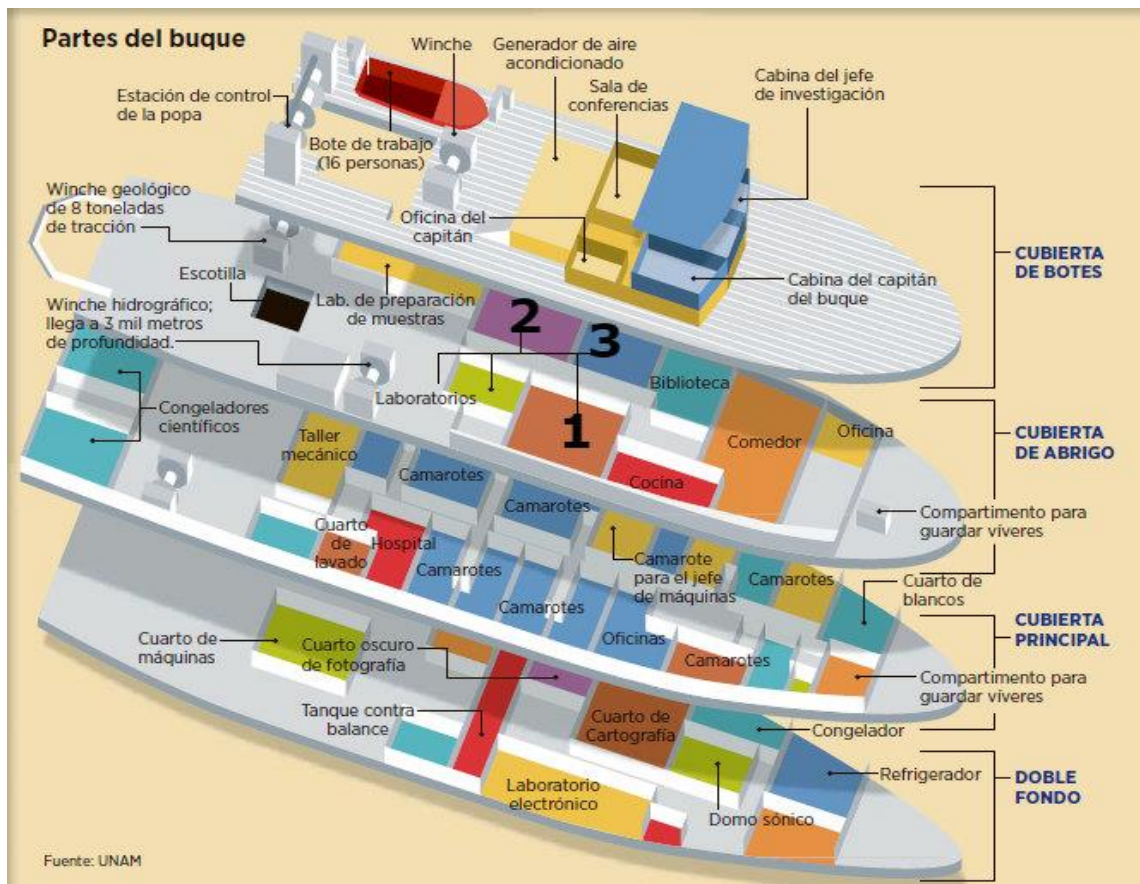 Partes del buque
Winche
Generador de aire
acondicionado
Sala de
conferencias
Cabina del jefe
de investigación
Estación de control
de la popa
Bote de trabajo
(16 personas)
Winche geológico
de 8 toneladas
de tracción
Oficina del
capitán
CUBIERTA
DE BOTES
Escotilla
Lab. de preparación
de muestras
Cabina del capitán
del buque
Winche hidrográfico;
llega a 3 mil metros
de profundidad.
2
3
Laboratorios
Biblioteca
1
Congeladores
científicos
Taller
mecánico
Comedor
Oficina
CUBIERTA
DE ABRIGO
Camarotes
Cocina
Camarotes
Compartimento para
guardar víveres
Cuarto
de
lavado
Hospital
Camarotes
Camarote
para el jefe
de máquinas
Camarotes
Cuarto de
blancos
Camarotes
CUBIERTA
PRINCIPAL
Cuarto de
máquinas
Cuarto oscuro
de fotografía
Oficinas
Camarotes
Compartimento para
guardar víveres
Tanque contra
balance
Cuarto de
Cartografía
Congelador
Refrigerador
DOBLE
FONDO
Laboratorio
electrónico
Domo sónico
Fuente: UNAM